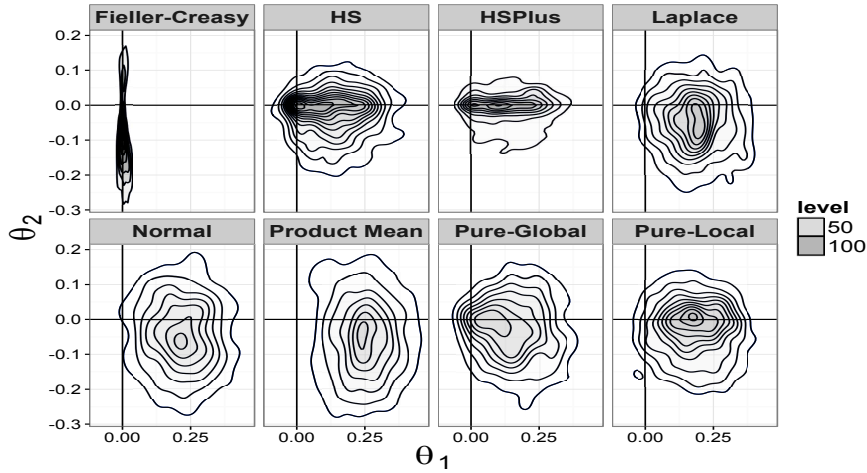 Fieller-Creasy HS HSPlus Laplace
0.2
0.1
0.0
-0.1
-0.2
-0.3
θ2
level
50
100
Normal Product Mean Pure-Global Pure-Local
0.2
0.1
0.0
-0.1
-0.2
-0.3
0.00 0.25 0.00 0.25 0.00 0.25 0.00 0.25
θ1